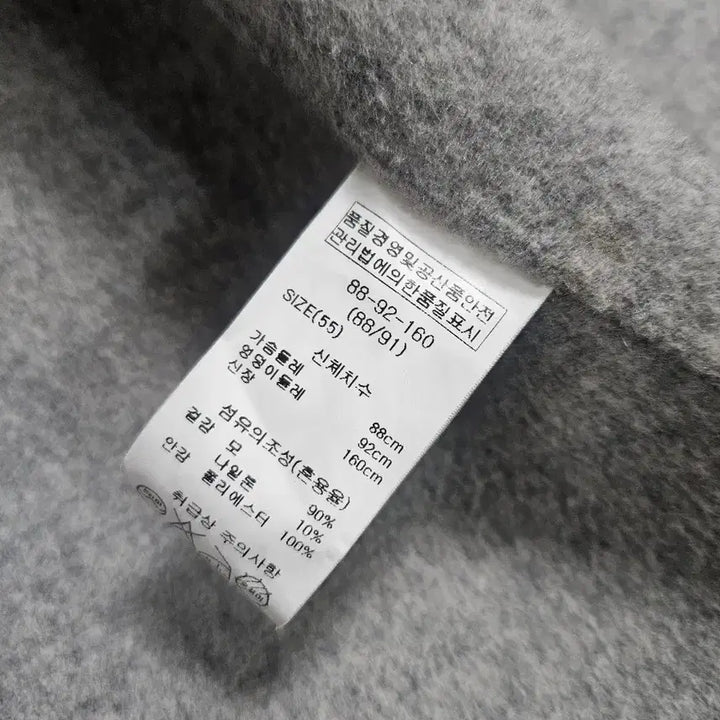 품질경영및공산품안전
관리법에의한품질표시
88-92-160
SIZE(55) (88/91)
신체치수
가슴둘레 88cm
엉덩이둘레 92cm
신장 160cm
섬유의조성(혼용율)
겉감 모 90%
나일론 10%
안감 폴리에스터 100%
취급상 주의사항